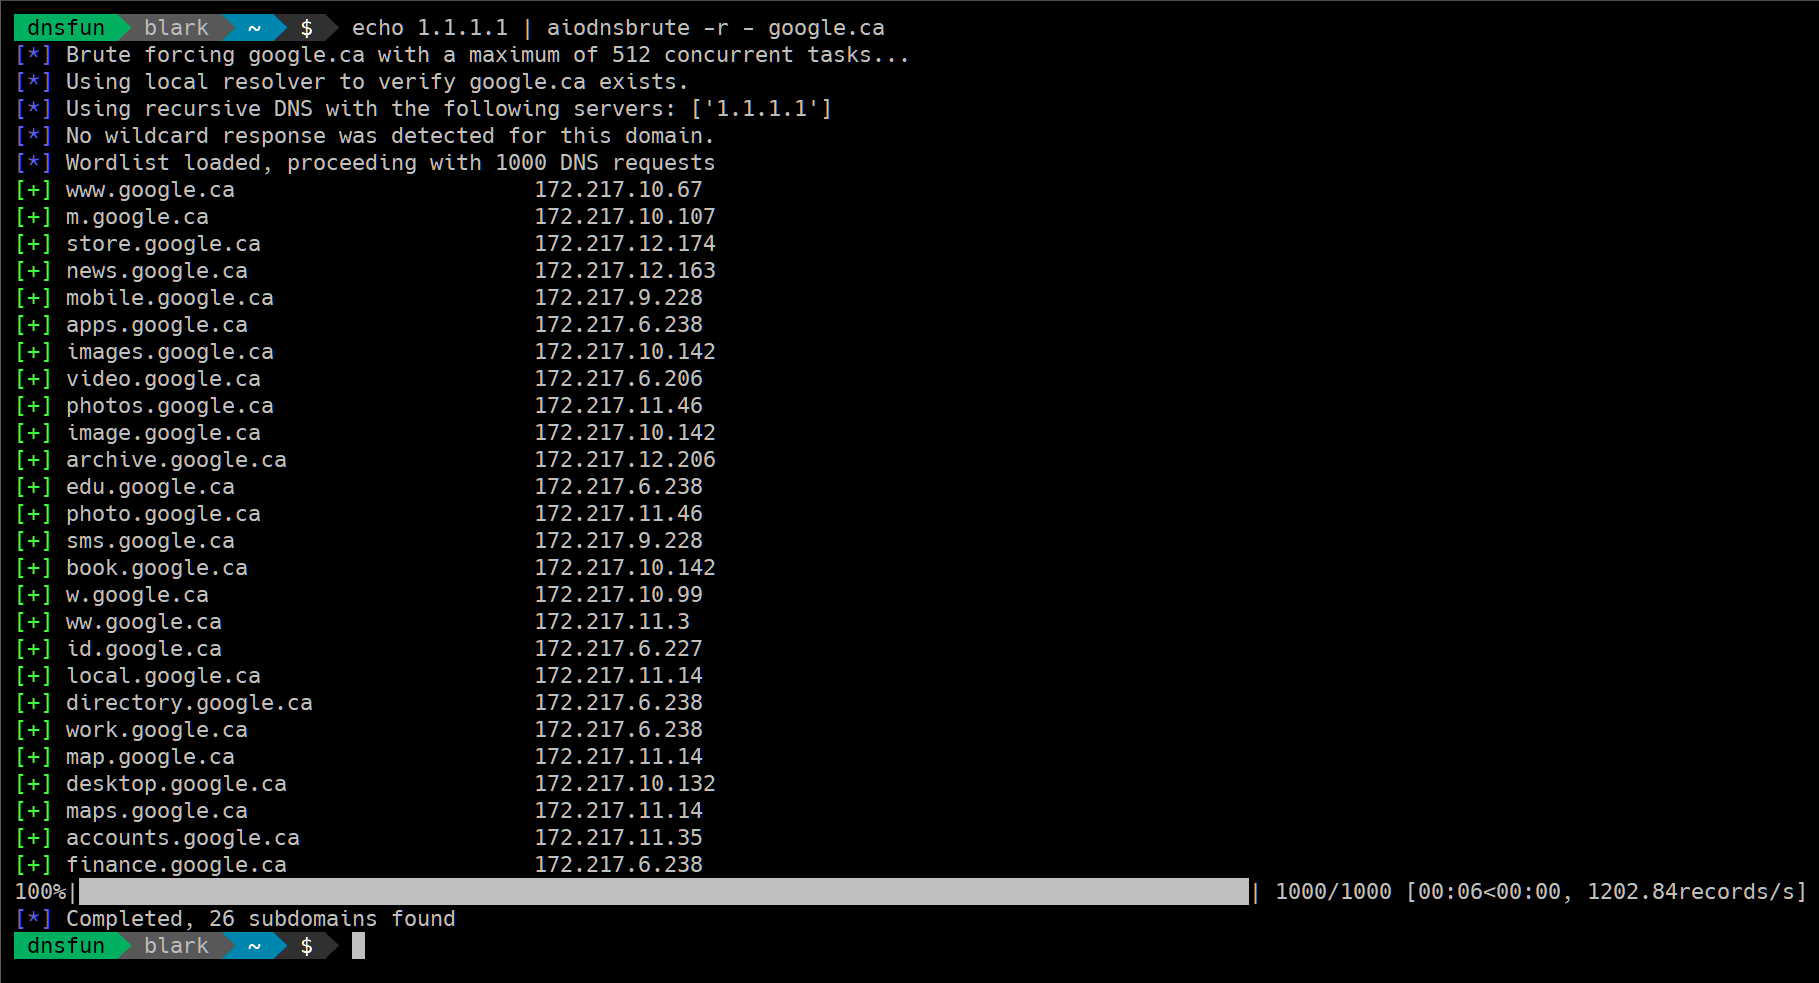 dnsfun blark ~ $ echo 1.1.1.1 | aiodnsbrute -r - google.ca
[*] Brute forcing google.ca with a maximum of 512 concurrent tasks...
[*] Using local resolver to verify google.ca exists.
[*] Using recursive DNS with the following servers: ['1.1.1.1']
[*] No wildcard response was detected for this domain.
[*] Wordlist loaded, proceeding with 1000 DNS requests
[+] www.google.ca 172.217.10.67
[+] m.google.ca 172.217.10.107
[+] store.google.ca 172.217.12.174
[+] news.google.ca 172.217.12.163
[+] mobile.google.ca 172.217.9.228
[+] apps.google.ca 172.217.6.238
[+] images.google.ca 172.217.10.142
[+] video.google.ca 172.217.6.206
[+] photos.google.ca 172.217.11.46
[+] image.google.ca 172.217.10.142
[+] archive.google.ca 172.217.12.206
[+] edu.google.ca 172.217.6.238
[+] photo.google.ca 172.217.11.46
[+] sms.google.ca 172.217.9.228
[+] book.google.ca 172.217.10.142
[+] w.google.ca 172.217.10.99
[+] ww.google.ca 172.217.11.3
[+] id.google.ca 172.217.6.227
[+] local.google.ca 172.217.11.14
[+] directory.google.ca 172.217.6.238
[+] work.google.ca 172.217.6.238
[+] map.google.ca 172.217.11.14
[+] desktop.google.ca 172.217.10.132
[+] maps.google.ca 172.217.11.14
[+] accounts.google.ca 172.217.11.35
[+] finance.google.ca 172.217.6.238
100%| | 1000/1000 [00:06<00:00, 1202.84records/s]
[*] Completed, 26 subdomains found
dnsfun blark ~ $